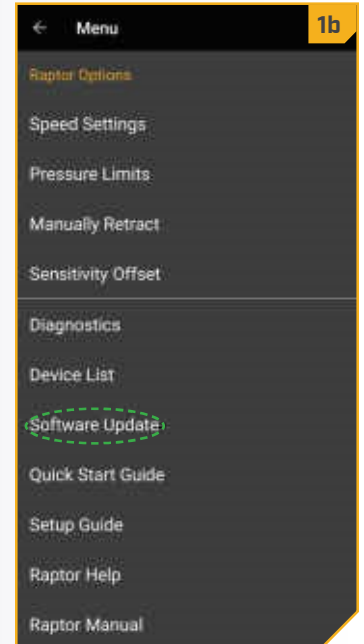 Menu
1b
Raptor Options
Speed Settings
Pressure Limits
Manually Retract
Sensitivity Offset
Diagnostics
Device List
Software Update
Quick Start Guide
Setup Guide
Raptor Help
Raptor Manual